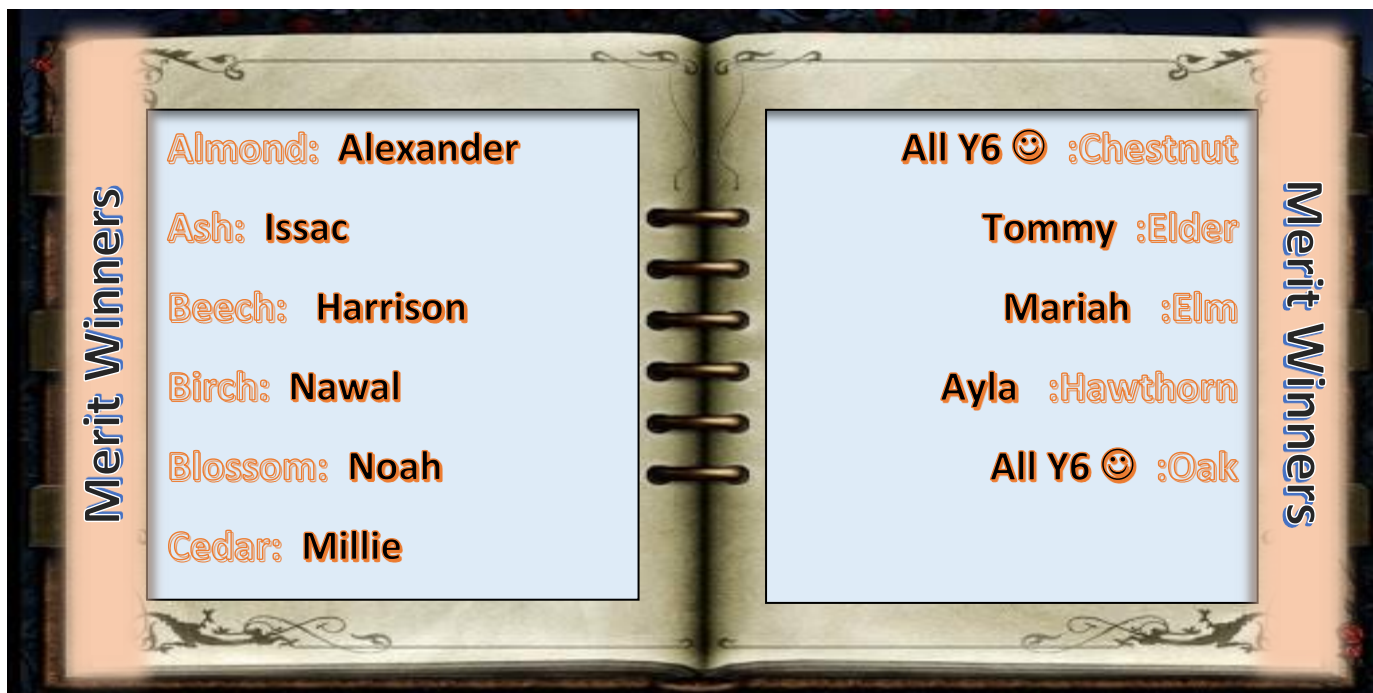 Merit Winners
Almond: Alexander
Ash: Issac
Beech: Harrison
Birch: Nawal
Blossom: Noah
Cedar: Millie
All Y6 ☺ :Chestnut
Tommy :Elder
Mariah :Elm
Ayla :Hawthorn
All Y6 ☺ :Oak
Merit Winners